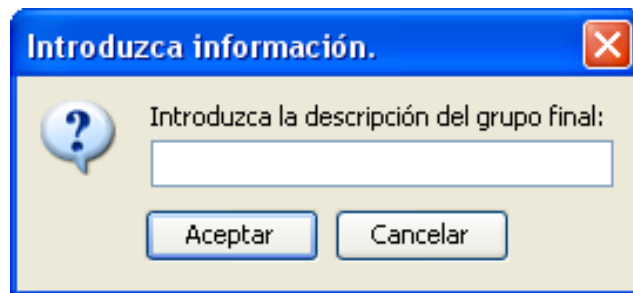 Introduzca información.
Introduzca la descripción del grupo final:
Aceptar Cancelar